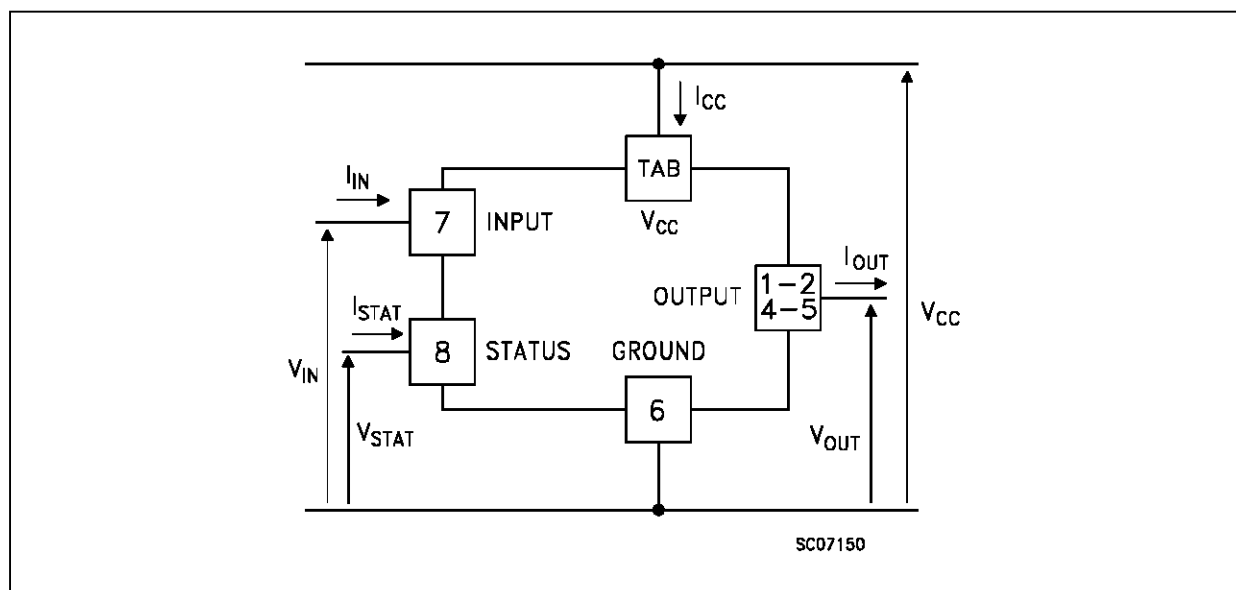 I_CC
TAB
V_CC
I_IN
7 INPUT
I_STAT
8 STATUS
V_IN
V_STAT
GROUND
6
OUTPUT
1-2
4-5
I_OUT
V_CC
V_OUT
SC07150